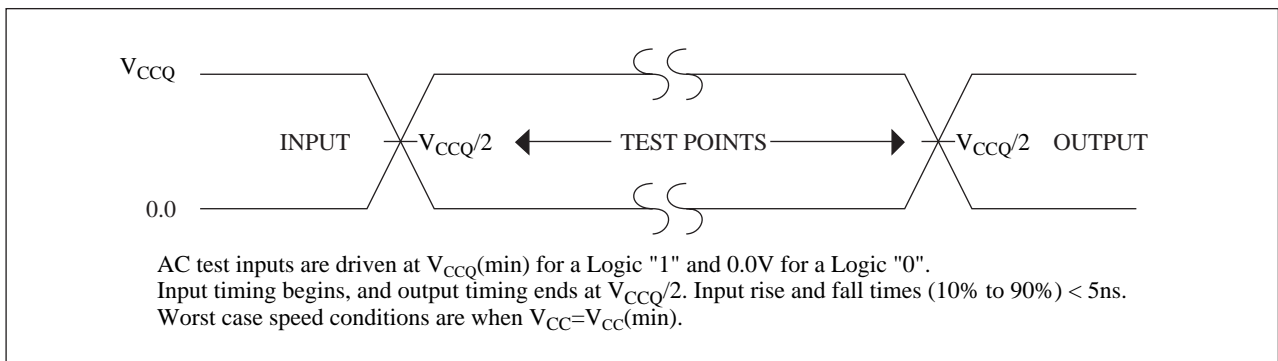 VCCQ
INPUT VCCQ/2 TEST POINTS VCCQ/2 OUTPUT
0.0
AC test inputs are driven at VCCQ(min) for a Logic "1" and 0.0V for a Logic "0".
Input timing begins, and output timing ends at VCCQ/2. Input rise and fall times (10% to 90%) < 5ns.
Worst case speed conditions are when VCC=VCC(min).